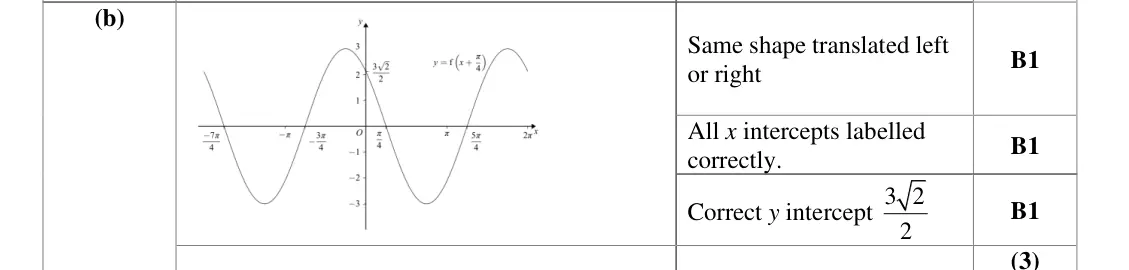 (b)
y
3
3√2/2
y = f(x + π/4)
2
1
−7π/4
−π
−3π/4
O
π/4
π
5π/4
2π
x
−1
−2
−3
Same shape translated left
or right
B1
All x intercepts labelled
correctly.
B1
Correct y intercept 3√2/2
B1
(3)